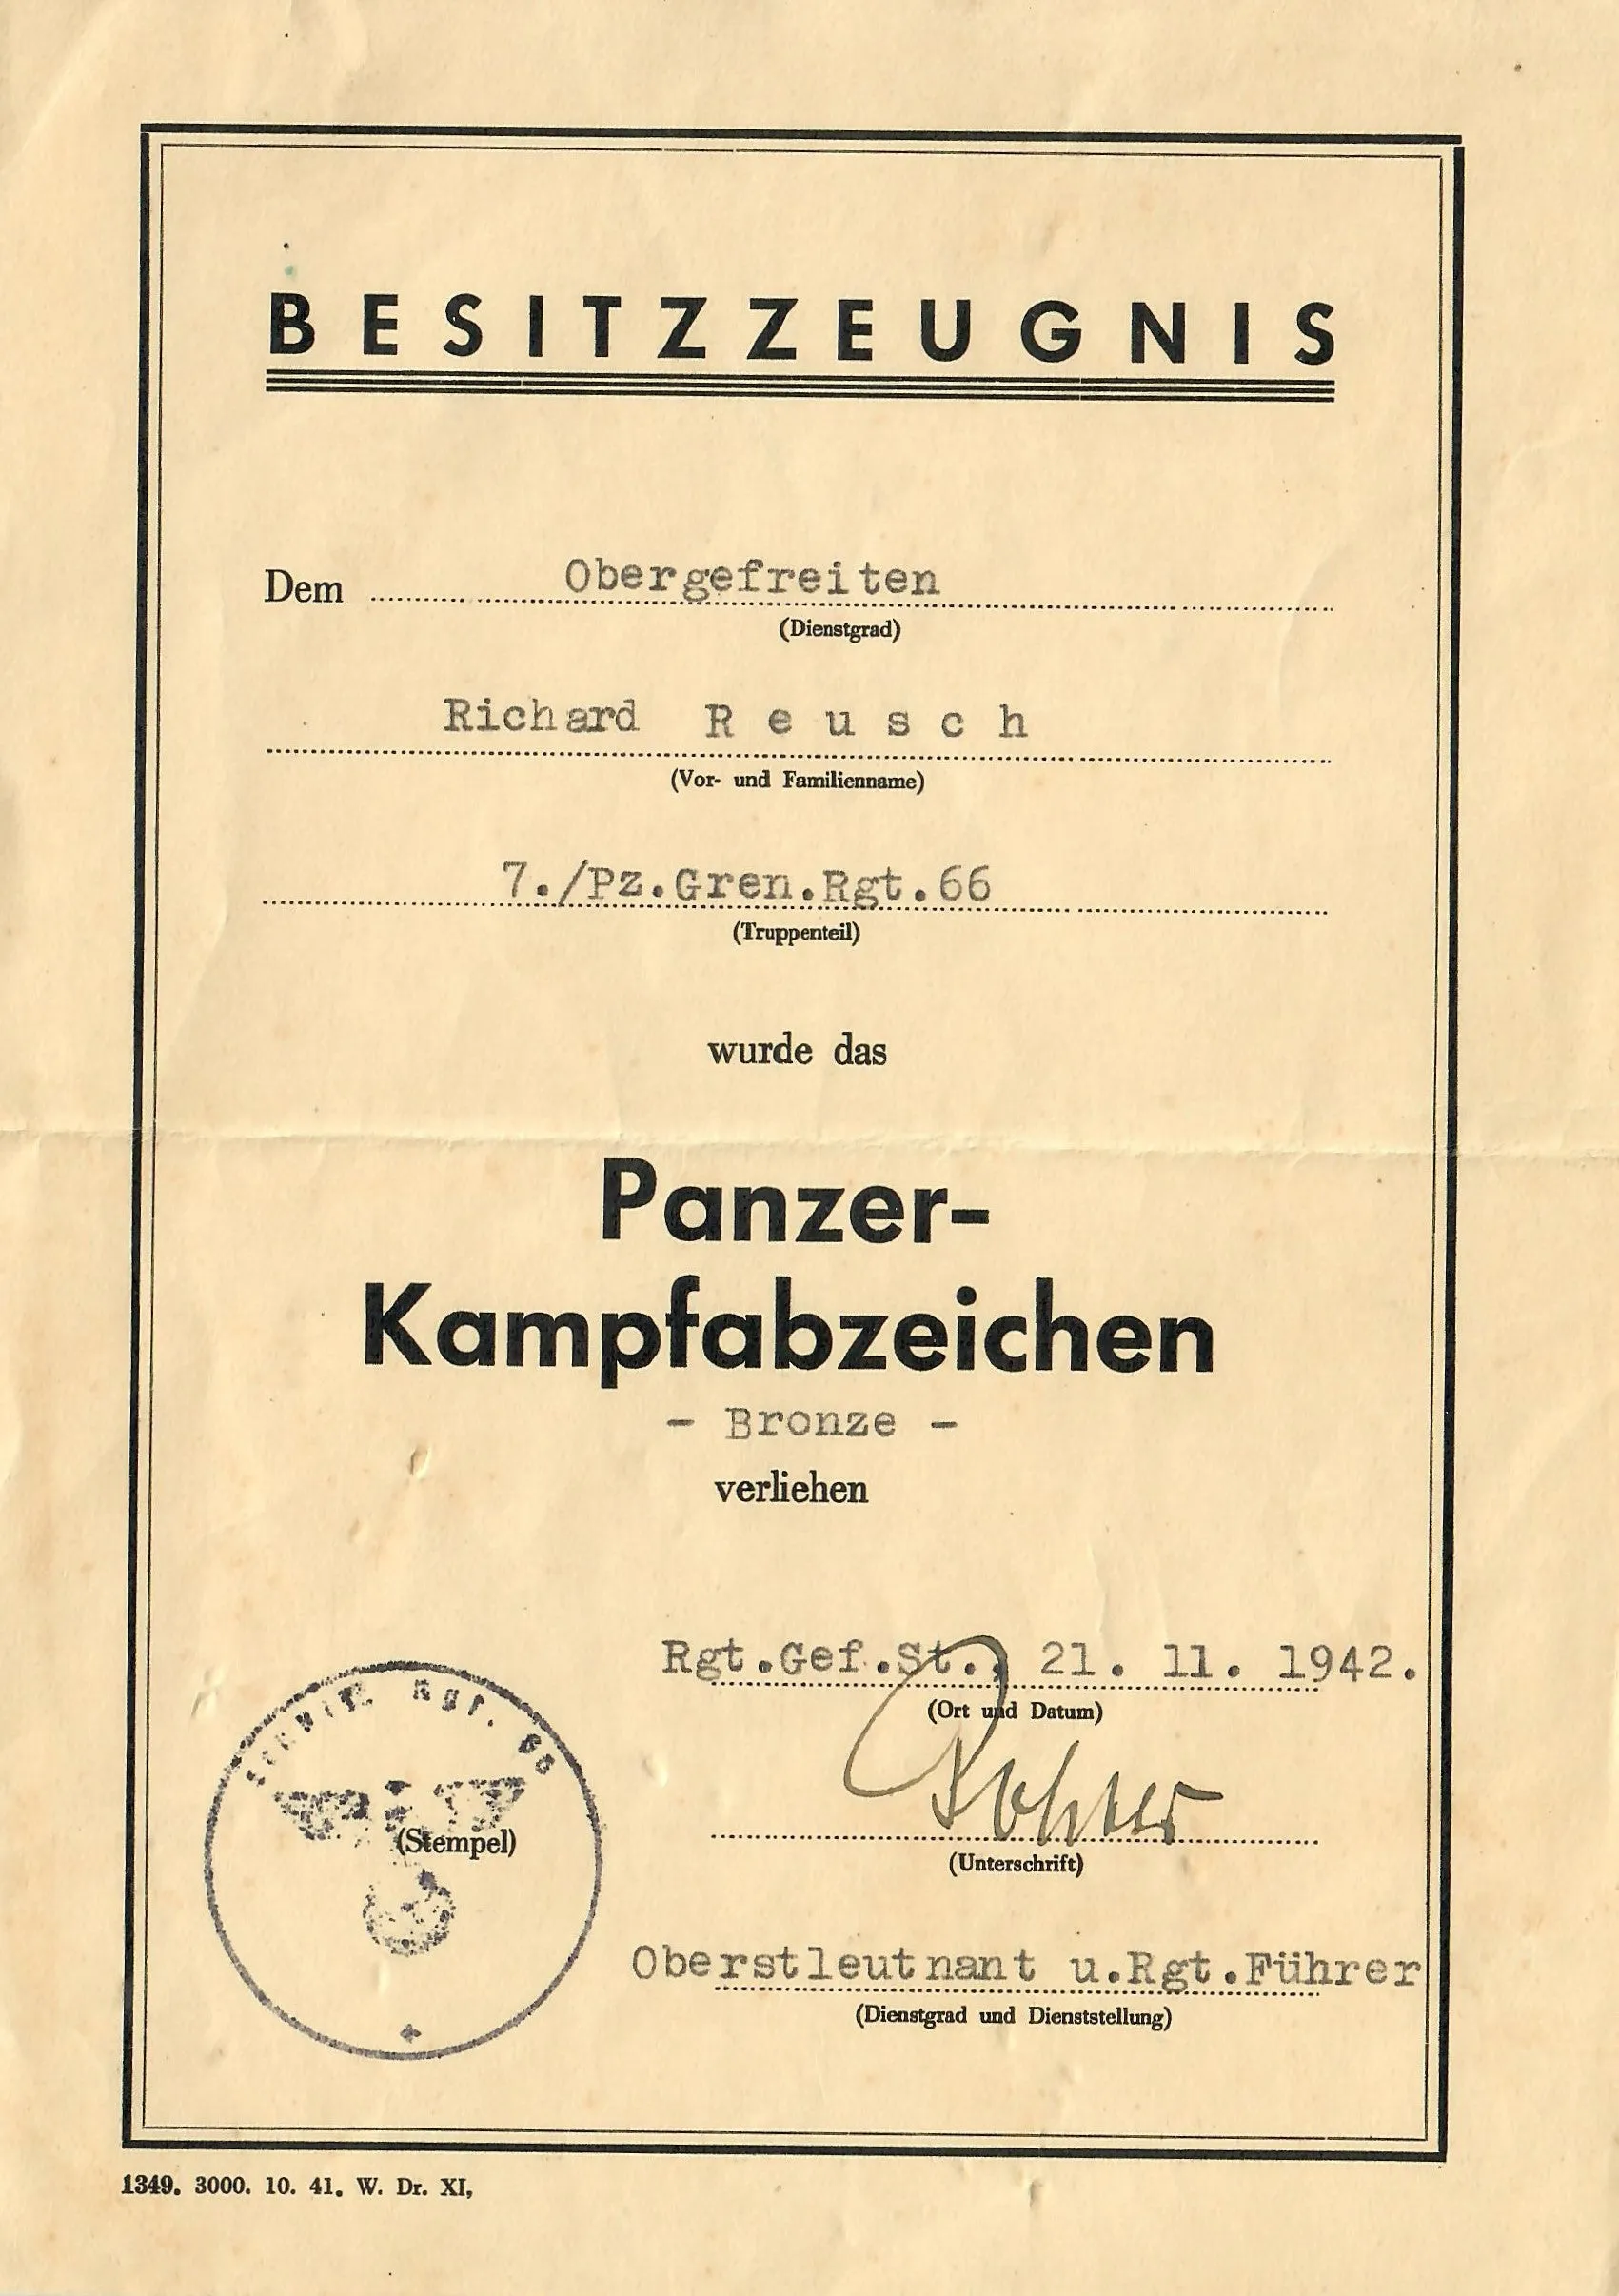 BESITZZEUGNIS
Dem Obergefreiten
(Dienstgrad)
Richard Reusch
(Vor- und Familienname)
7./Pz.Gren.Rgt.66
(Truppenteil)
wurde das
Panzer-
Kampfabzeichen
- Bronze -
verliehen
Rgt.Gef.St., 21. 11. 1942.
(Ort und Datum)
Rgt.
(Stempel)
(Unterschrift)
Oberstleutnant u.Rgt.Führer
(Dienstgrad und Dienststellung)
1349. 3000. 10. 41. W. Dr. XI,